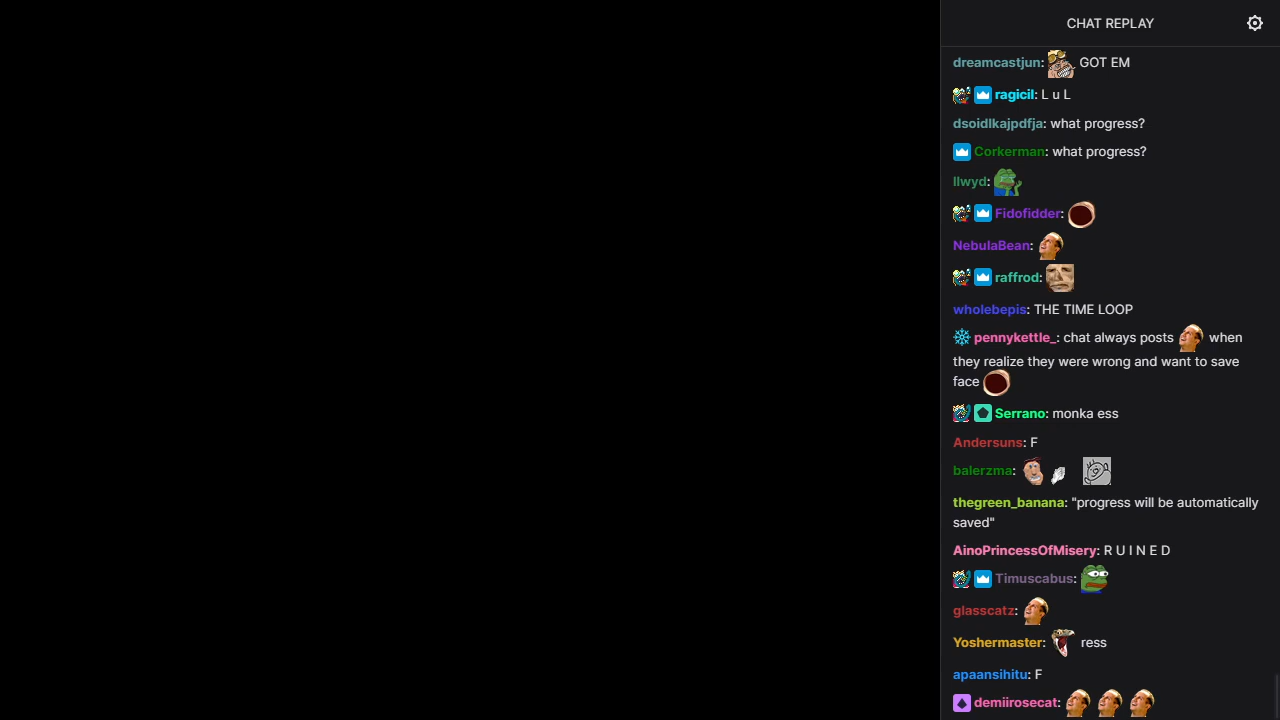 CHAT REPLAY
dreamcastjun: GOT EM
ragicil: L u L
dsoidlkajpdfja: what progress?
Corkerman: what progress?
llwyd:
Fidofidder:
NebulaBean:
raffrod:
wholebepis: THE TIME LOOP
pennykettle_: chat always posts when
they realize they were wrong and want to save
face
Serrano: monka ess
Andersuns: F
balerzma:
thegreen_banana: "progress will be automatically
saved"
AinoPrincessOfMisery: R U I N E D
Timuscabus:
glasscatz:
Yoshermaster: ress
apaansihitu: F
demiirosecat: